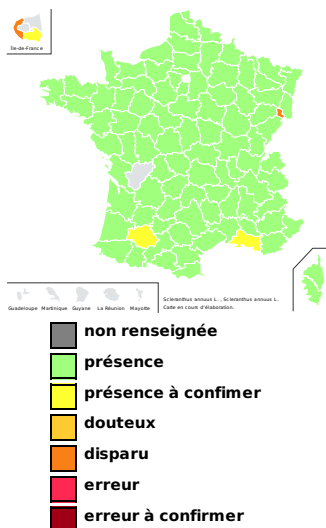 Île-de-France
Scleranthus annuus L. , Scleranthus annuus L.
Carte en cours d'élaboration.
Guadeloupe Martinique Guyane La Réunion Mayotte
non renseignée
présence
présence à confimer
douteux
disparu
erreur
erreur à confirmer